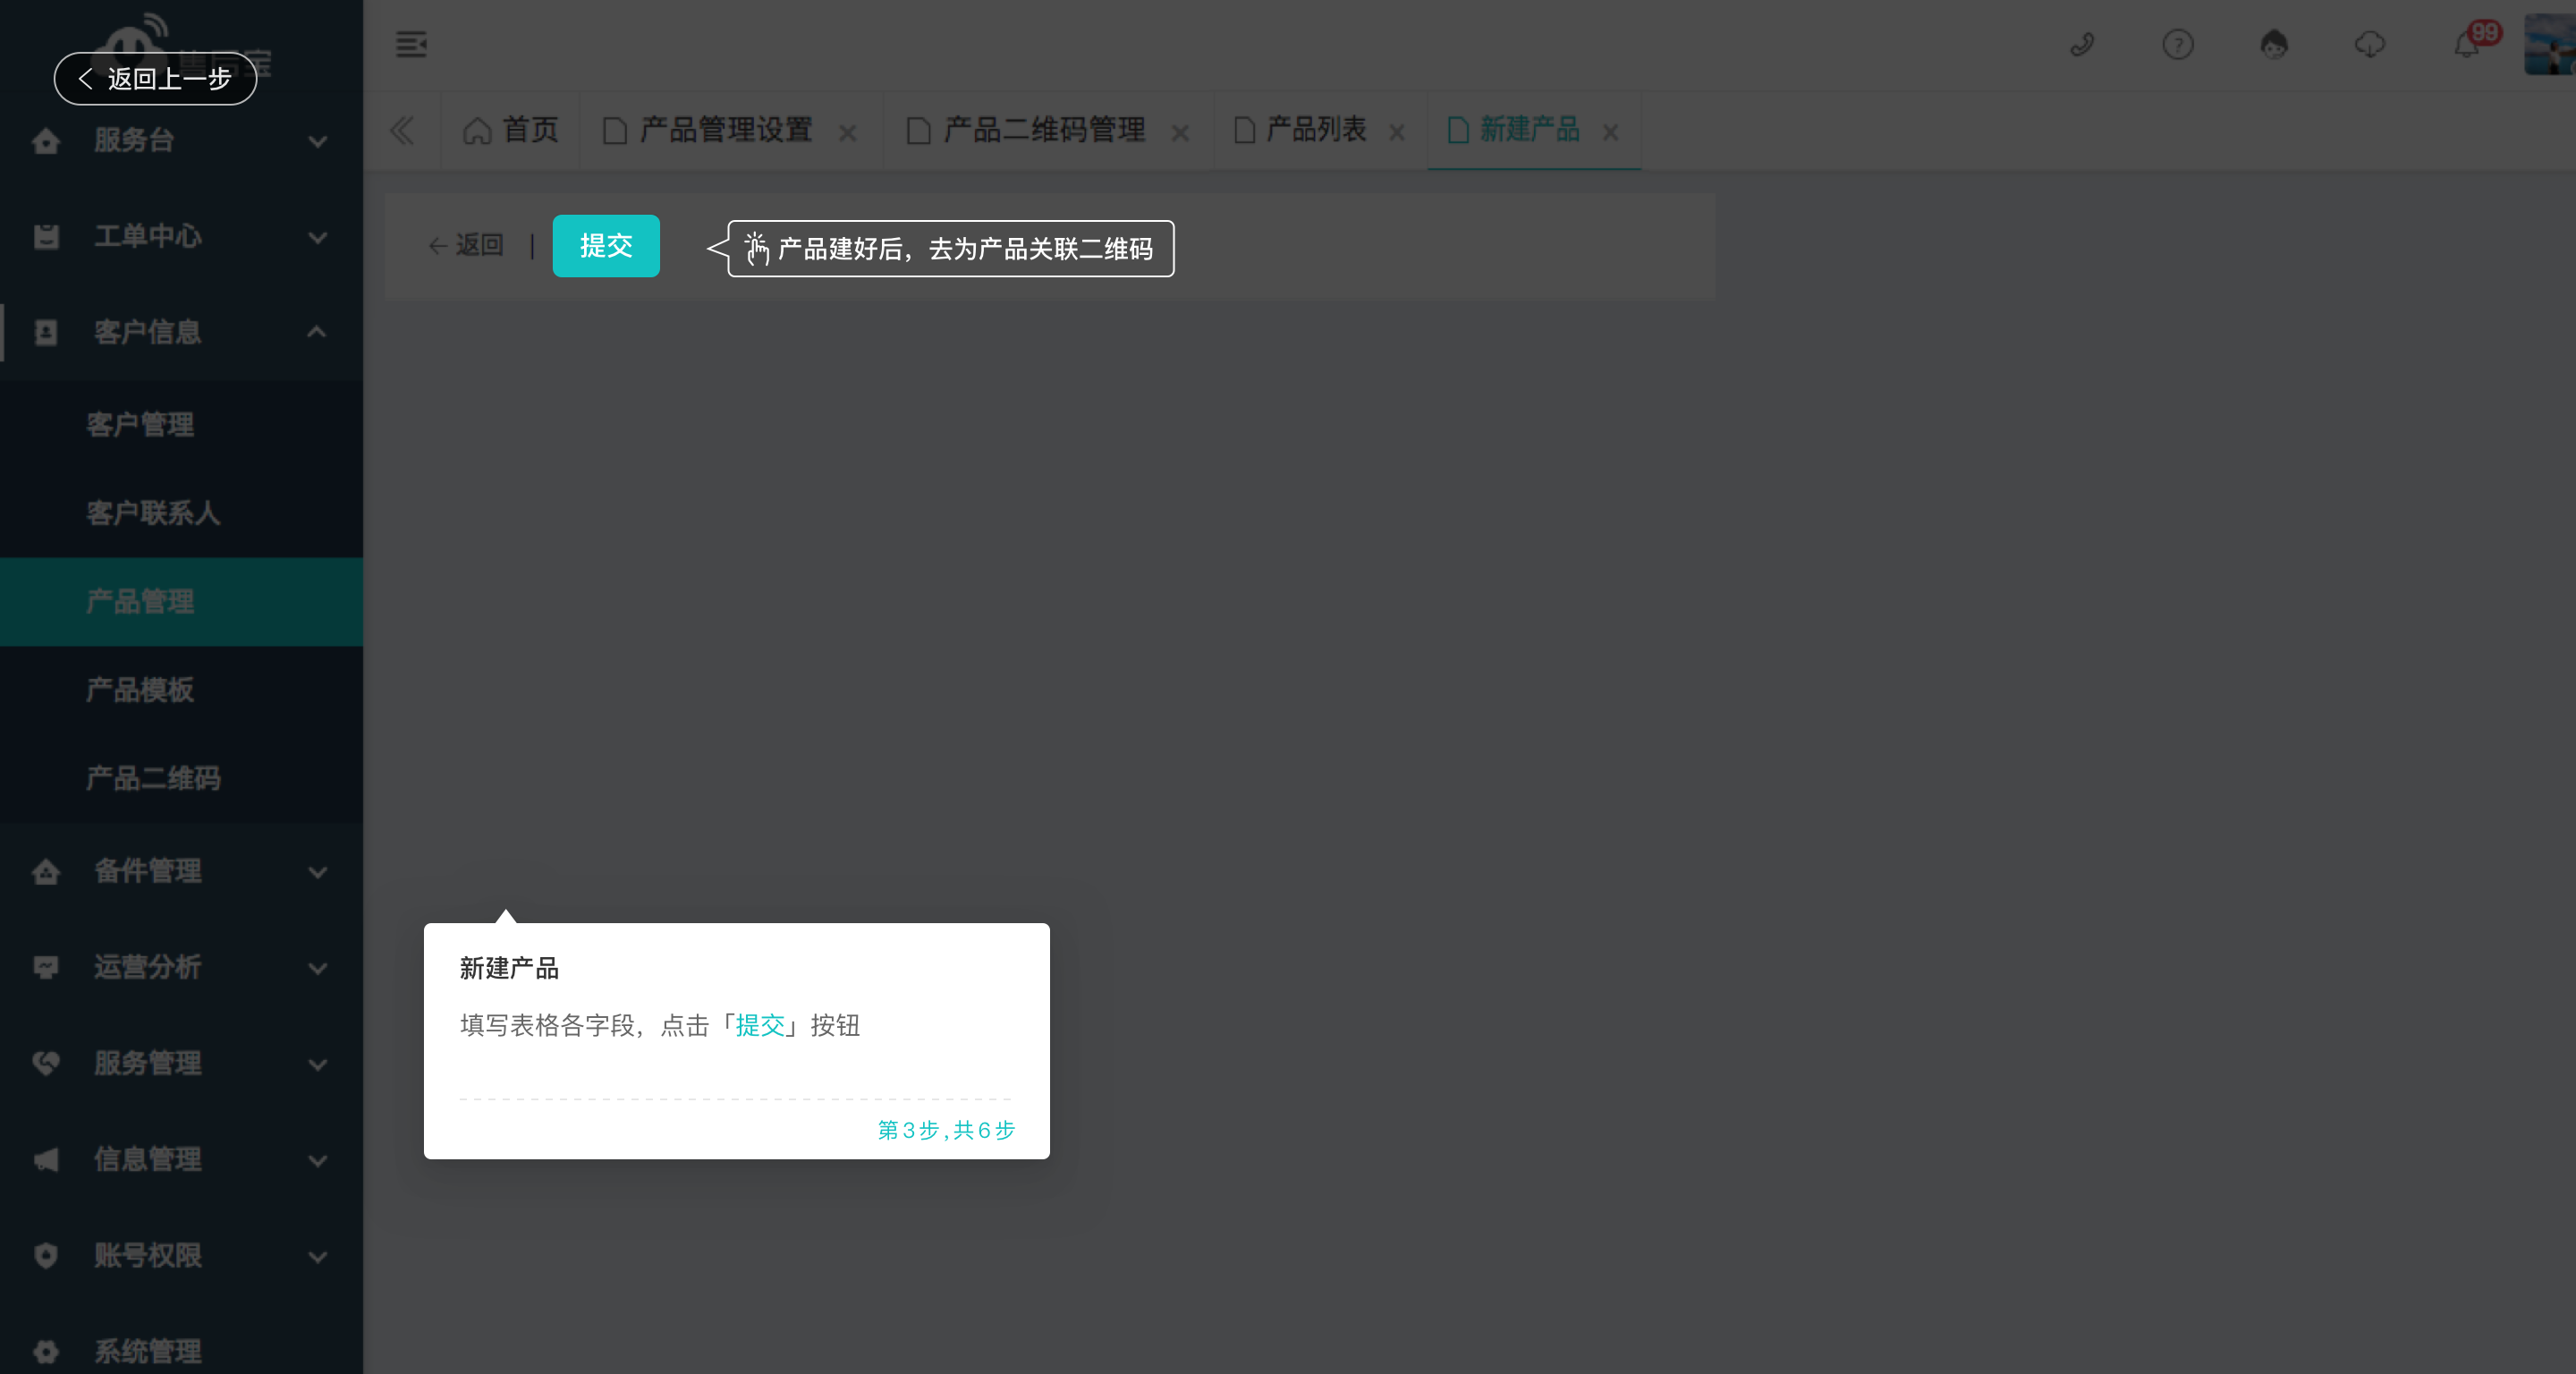 返回上一步
99
服务台
工单中心
客户信息
客户管理
客户联系人
产品管理
产品模板
产品二维码
备件管理
运营分析
服务管理
信息管理
账号权限
系统管理
首页
产品管理设置
产品二维码管理
产品列表
新建产品
返回
提交
产品建好后，去为产品关联二维码
新建产品
填写表格各字段，点击「提交」按钮
第3步,共6步